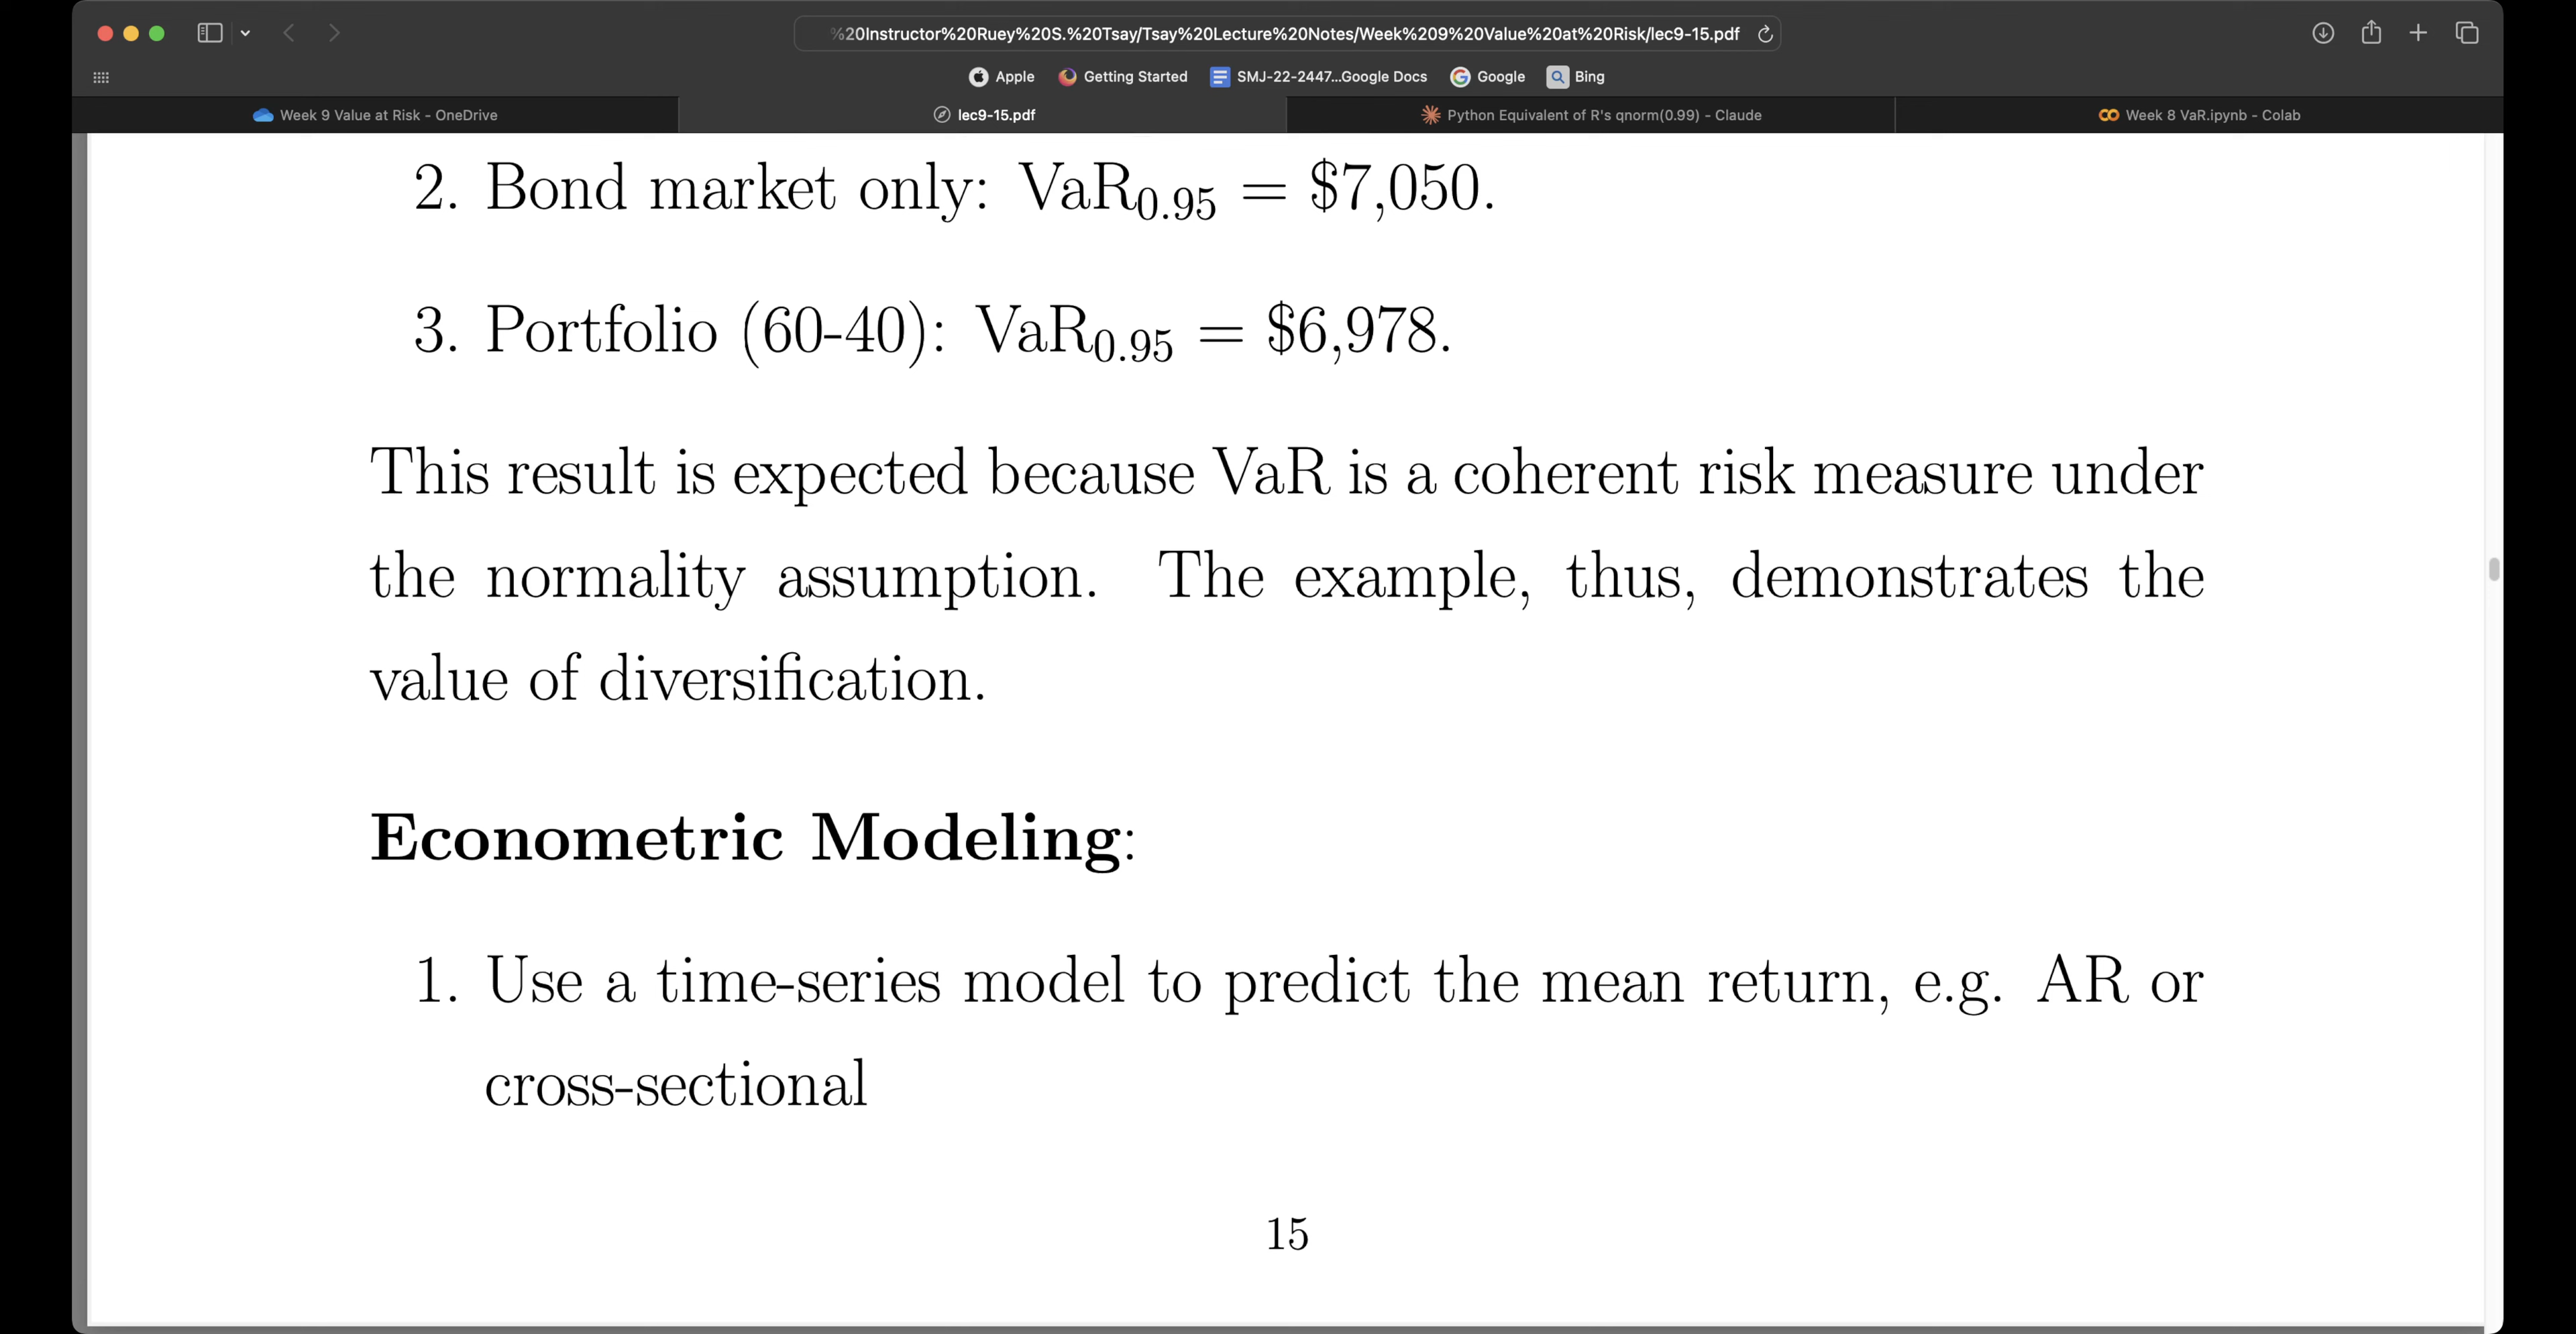 %20Instructor%20Ruey%20S.%20Tsay/Tsay%20Lecture%20Notes/Week%209%20Value%20at%20Risk/lec9-15.pdf
Apple Getting Started SMJ-22-2447...Google Docs Google Bing
Week 9 Value at Risk - OneDrive lec9-15.pdf Python Equivalent of R's qnorm(0.99) - Claude Week 8 VaR.ipynb - Colab
2. Bond market only: VaR₀.₉₅ = $7,050.
3. Portfolio (60-40): VaR₀.₉₅ = $6,978.
This result is expected because VaR is a coherent risk measure under
the normality assumption. The example, thus, demonstrates the
value of diversification.
Econometric Modeling:
1. Use a time-series model to predict the mean return, e.g. AR or
cross-sectional
15